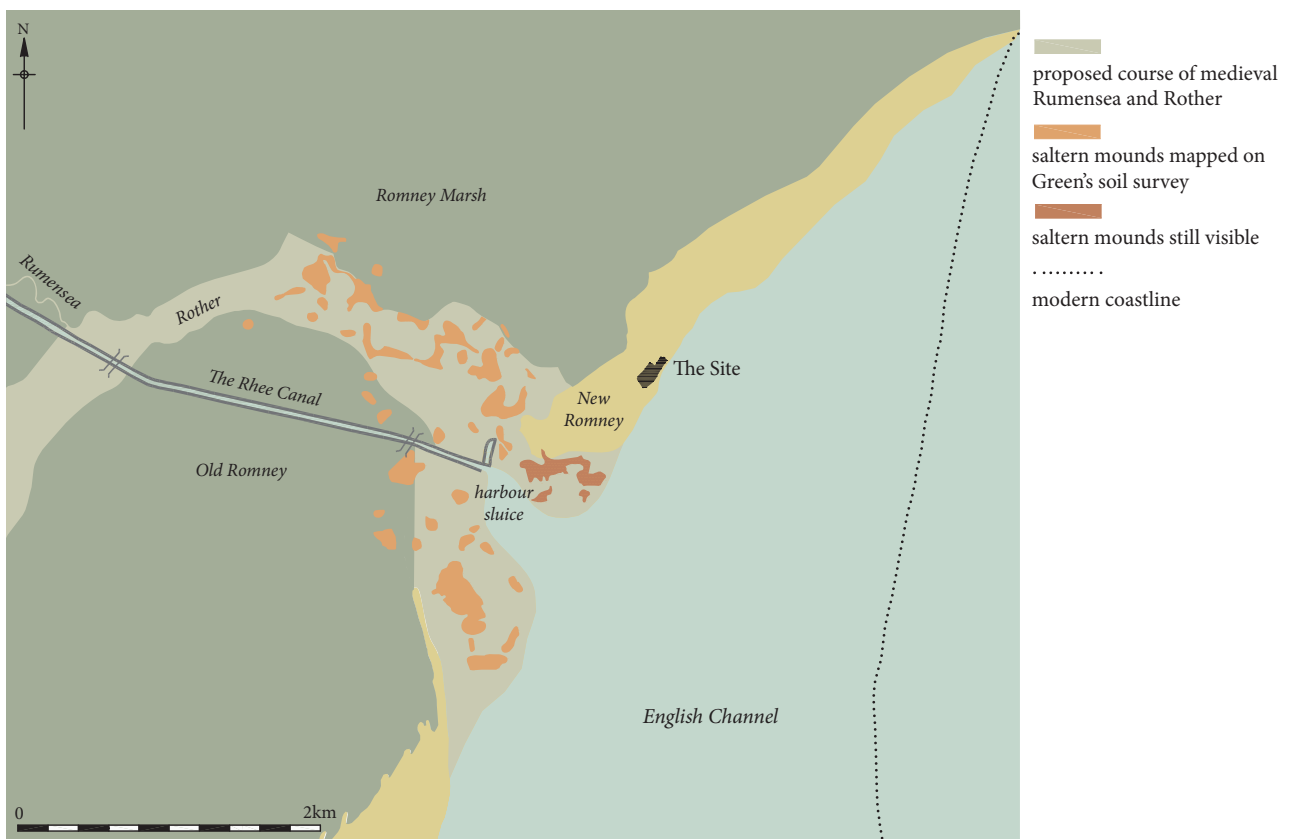 N
Romney Marsh
Rumensea
Rother
The Rhee Canal
The Site
New
Romney
Old Romney
harbour
sluice
English Channel
0
2km
proposed course of medieval
Rumensea and Rother
saltern mounds mapped on
Green's soil survey
saltern mounds still visible
modern coastline